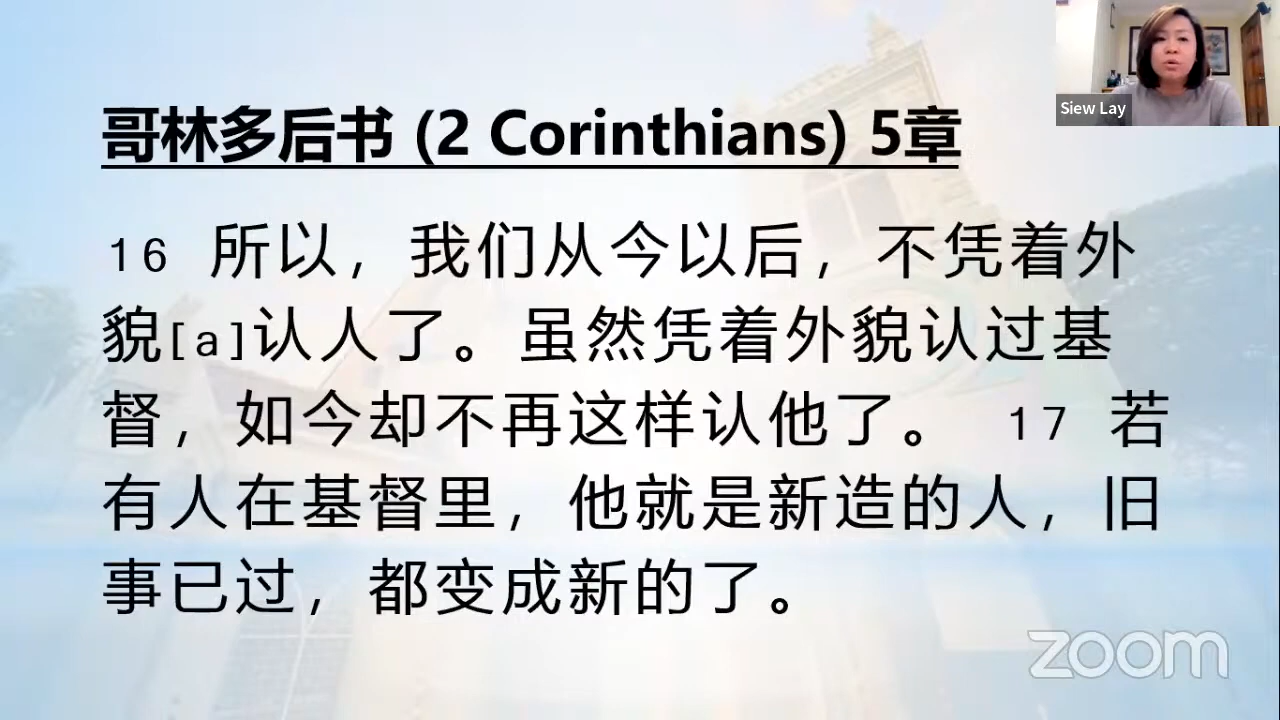 哥林多后书 (2 Corinthians) 5章
Siew Lay
16 所以，我们从今以后，不凭着外
貌[a]认人了。虽然凭着外貌认过基
督，如今却不再这样认他了。 17 若
有人在基督里，他就是新造的人，旧
事已过，都变成新的了。
zoom